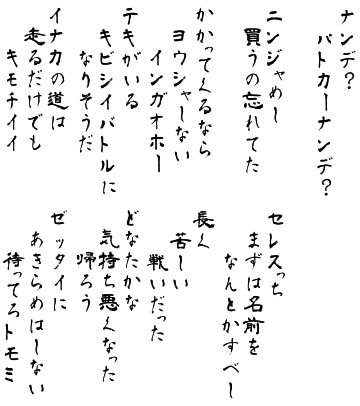 ナンデ?
パトカーナンデ?
ニンジャめー
買うの忘れてた
かかってくるなら
ヨウシャーない
インガオホー
テキがいる
キビシイバトルに
なりそうだ
イナカの道は
走るだけでも
キモチイイ
セレスっち
まずは名前を
なんとかすべー
長く
苦しい
戦いだった
どなたかな
気持ち悪くなった
帰ろう
ゼッタイに
あきらめはーしない
待ってろトモミ